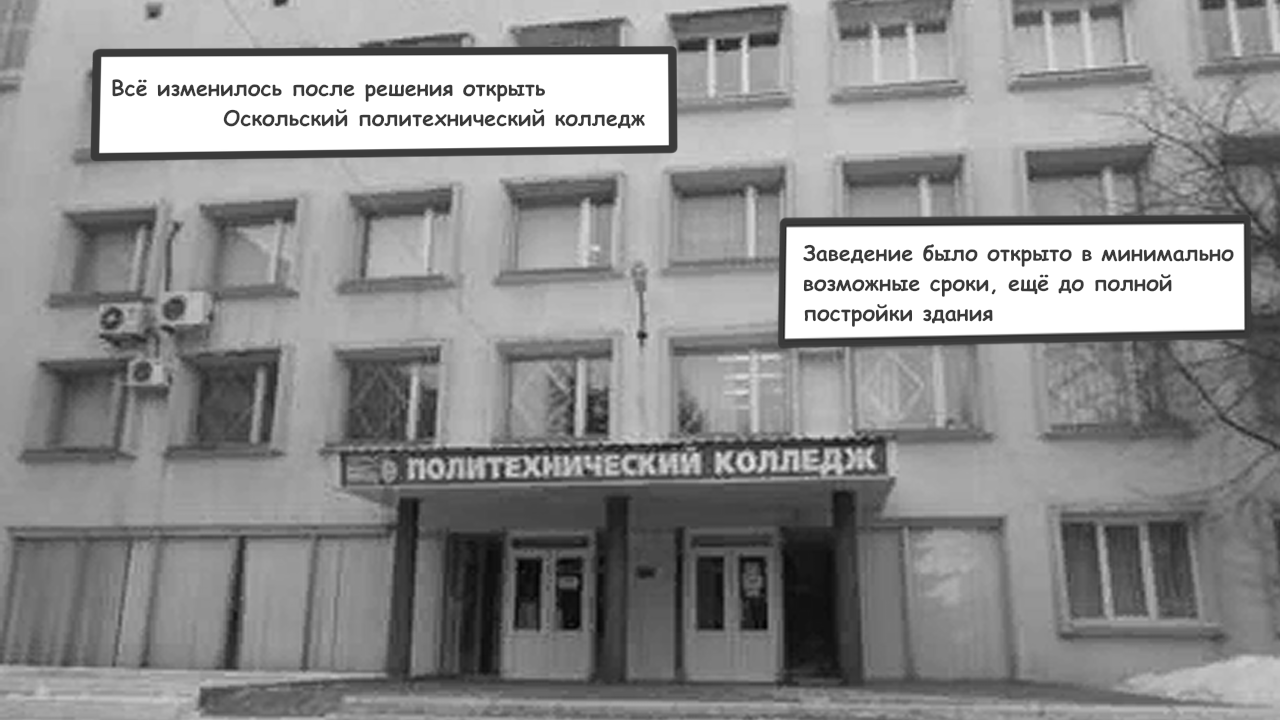 Всё изменилось после решения открыть
Оскольский политехнический колледж
Заведение было открыто в минимально
возможные сроки, ещё до полной
постройки здания
ПОЛИТЕХНИЧЕСКИЙ КОЛЛЕДЖ